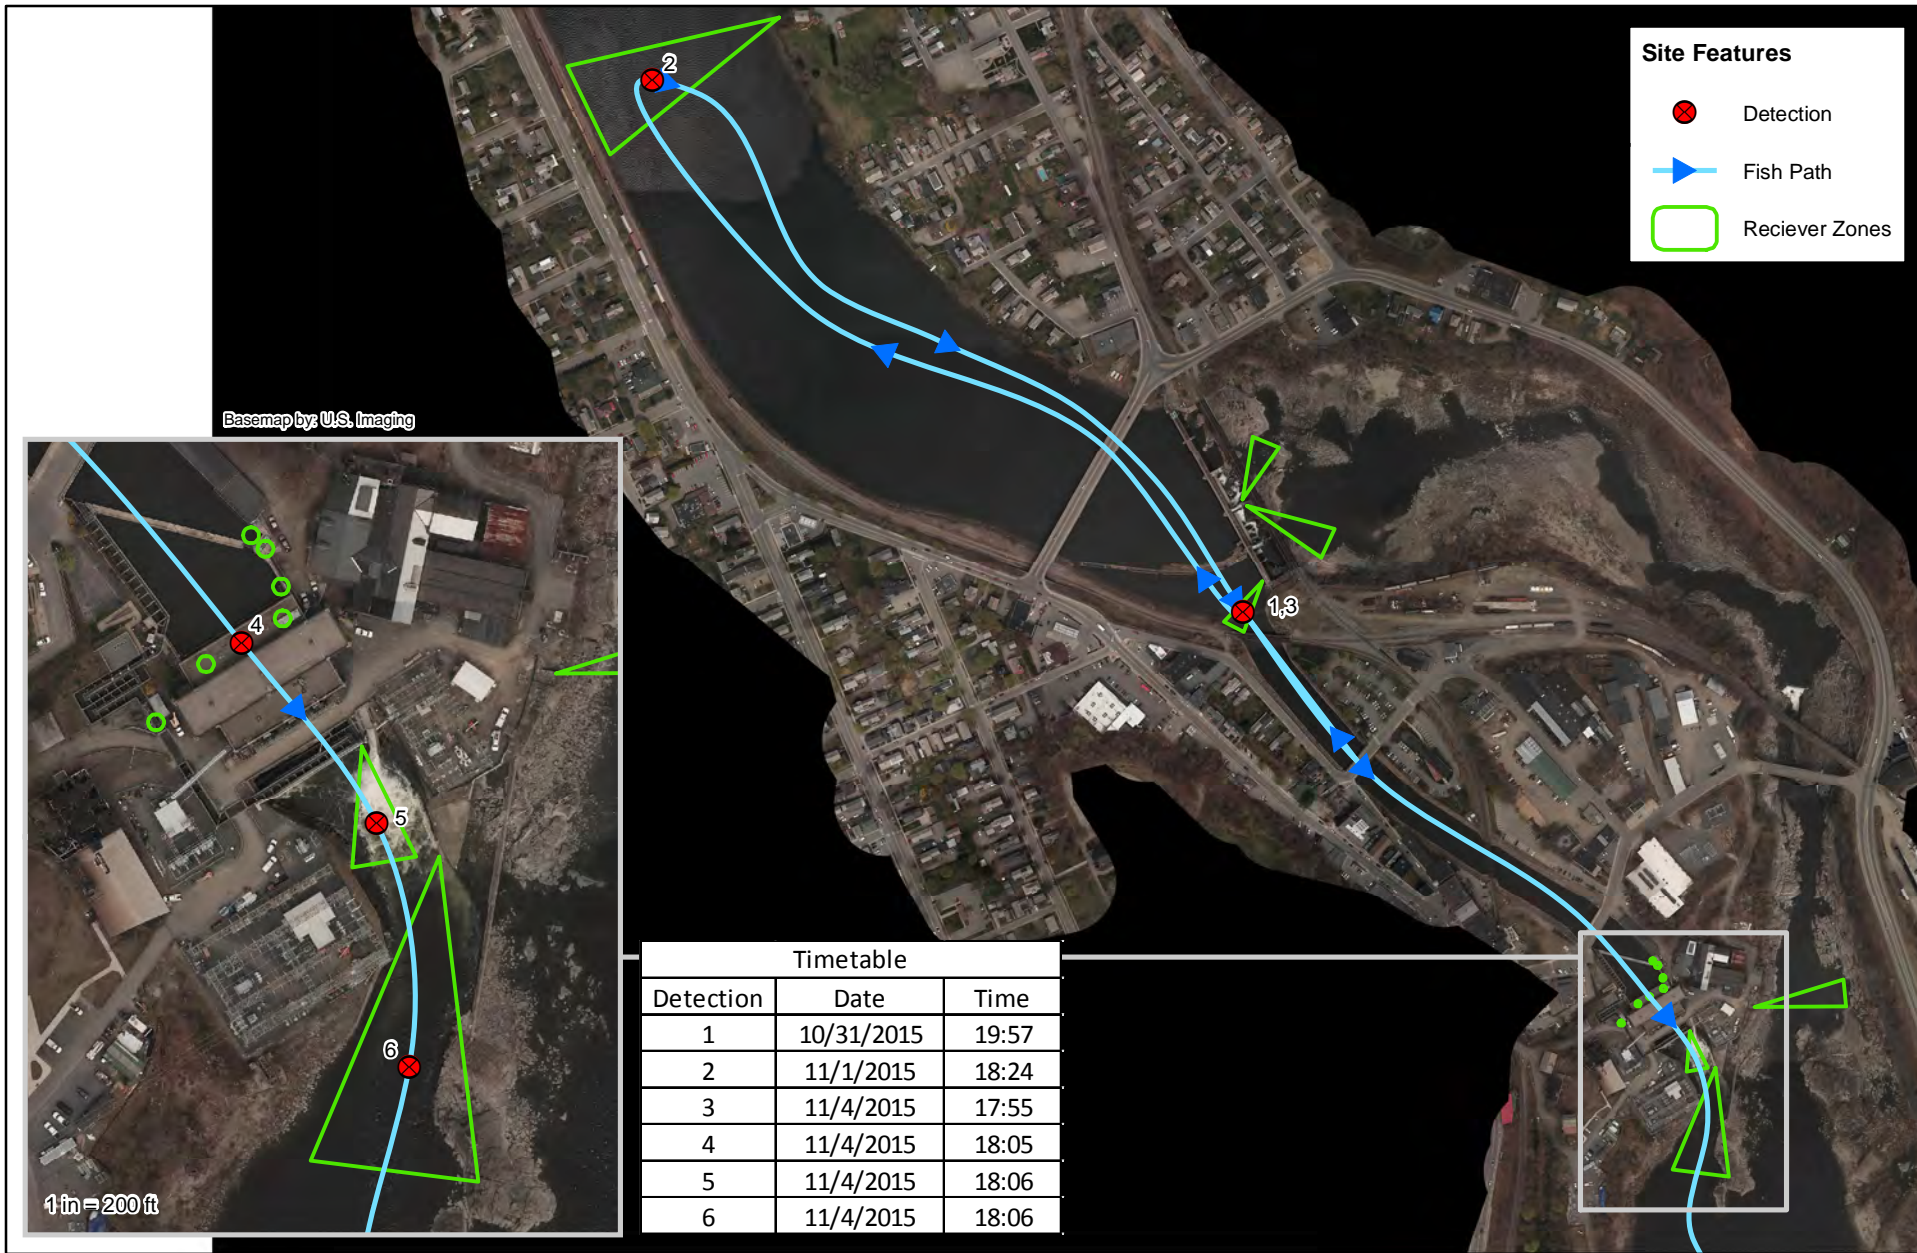 Site Features
Detection
Fish Path
Reciever Zones
2
1,3
Basemap by: U.S. Imaging
4
5
6
1 in = 200 ft
Timetable
Detection Date Time
1 10/31/2015 19:57
2 11/1/2015 18:24
3 11/4/2015 17:55
4 11/4/2015 18:05
5 11/4/2015 18:06
6 11/4/2015 18:06